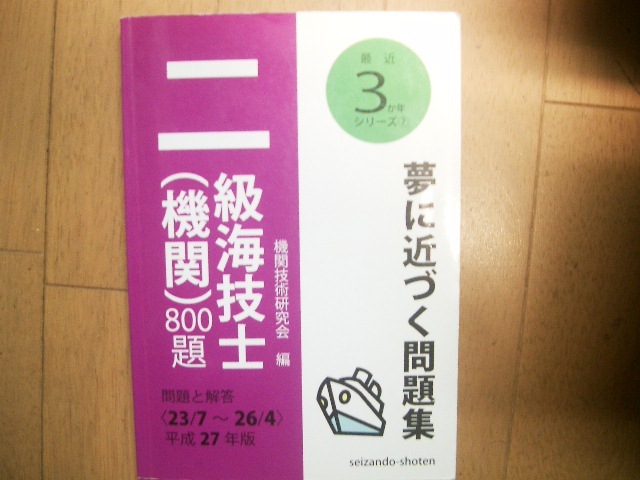 最近
3
か年
シリーズ⑦
夢に近づく問題集
二級海技士
(機関)800題
機関技術研究会 編
問題と解答
〈23/7～26/4〉
平成27年版
seizando-shoten